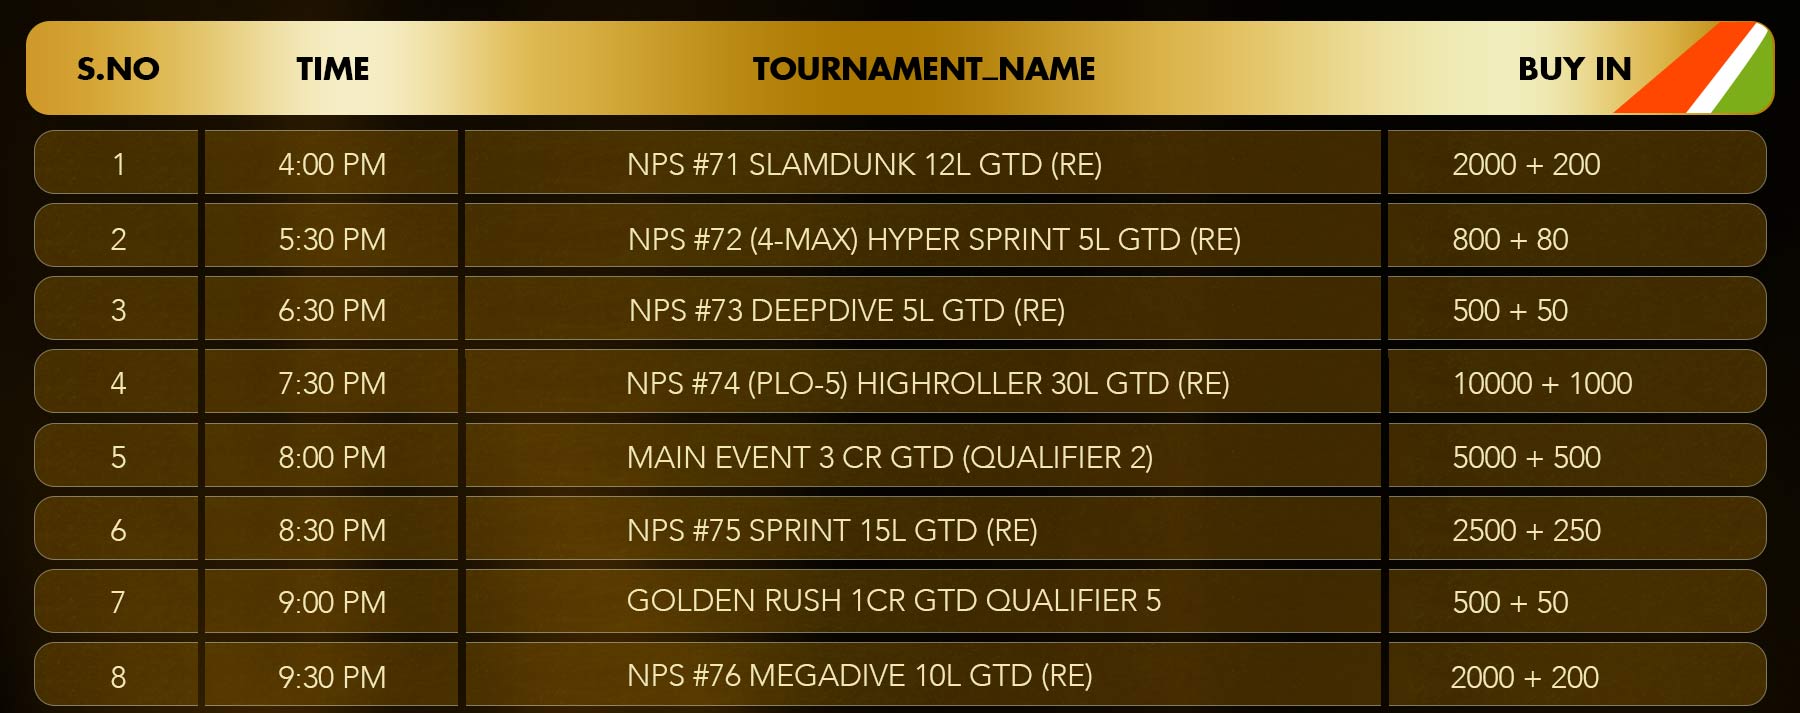 S.NO TIME TOURNAMENT_NAME BUY IN
1 4:00 PM NPS #71 SLAMDUNK 12L GTD (RE) 2000 + 200
2 5:30 PM NPS #72 (4-MAX) HYPER SPRINT 5L GTD (RE) 800 + 80
3 6:30 PM NPS #73 DEEPDIVE 5L GTD (RE) 500 + 50
4 7:30 PM NPS #74 (PLO-5) HIGHROLLER 30L GTD (RE) 10000 + 1000
5 8:00 PM MAIN EVENT 3 CR GTD (QUALIFIER 2) 5000 + 500
6 8:30 PM NPS #75 SPRINT 15L GTD (RE) 2500 + 250
7 9:00 PM GOLDEN RUSH 1CR GTD QUALIFIER 5 500 + 50
8 9:30 PM NPS #76 MEGADIVE 10L GTD (RE) 2000 + 200